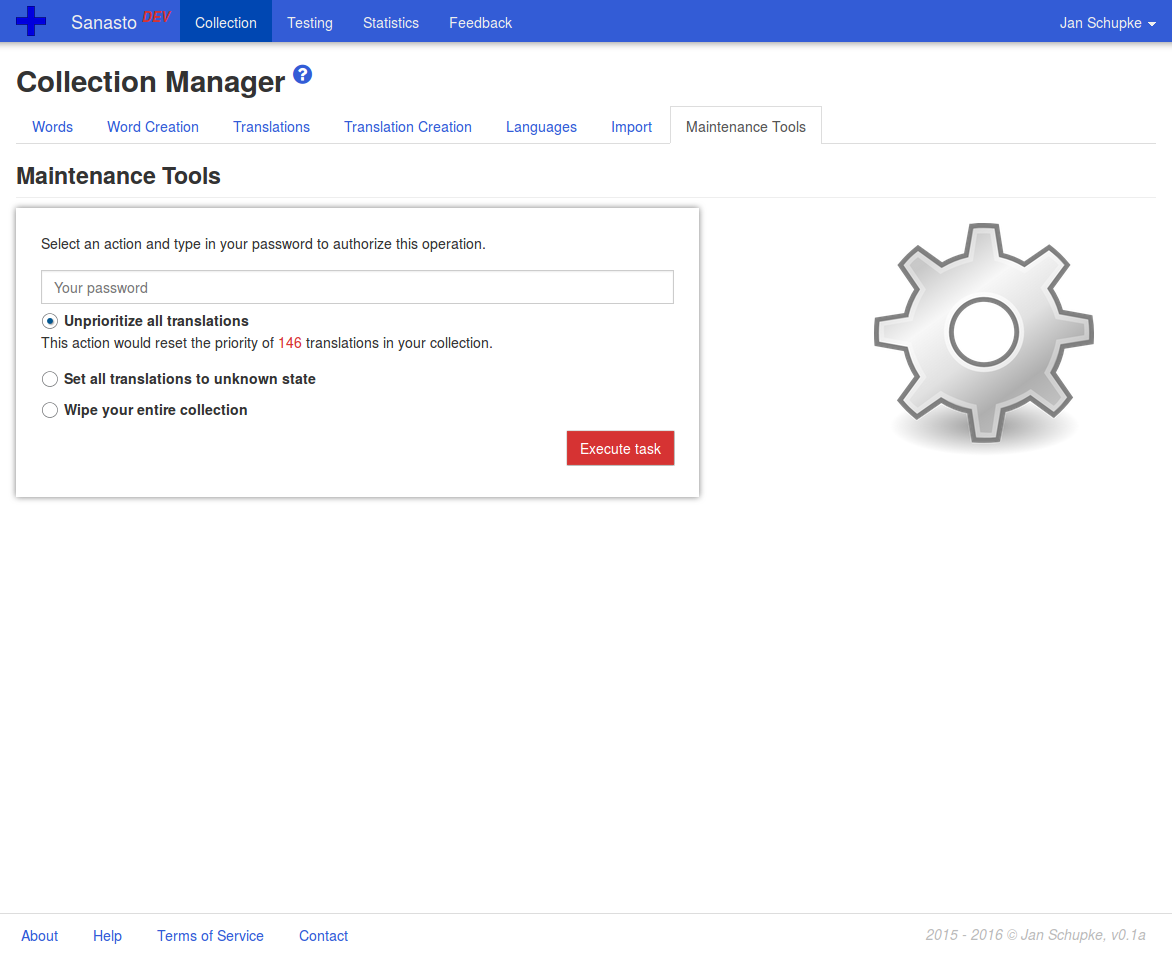 Sanasto DEV Collection Testing Statistics Feedback Jan Schupke
Collection Manager ?
Words Word Creation Translations Translation Creation Languages Import Maintenance Tools
Maintenance Tools
Select an action and type in your password to authorize this operation.
Your password
Unprioritize all translations
This action would reset the priority of 146 translations in your collection.
Set all translations to unknown state
Wipe your entire collection
Execute task
About Help Terms of Service Contact 2015 - 2016 © Jan Schupke, v0.1a